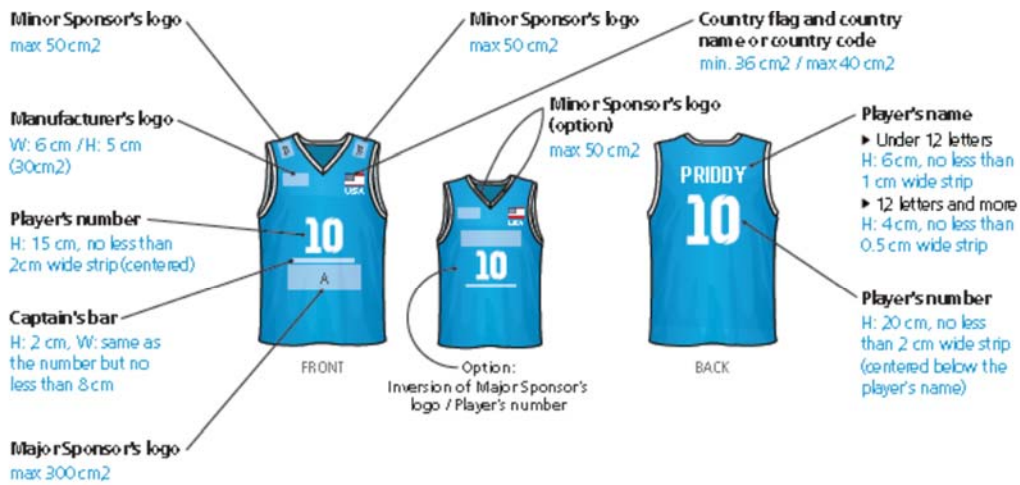 Minor Sponsor's logo
max 50 cm2
Minor Sponsor's logo
max 50 cm2
Country flag and country
name or country code
min. 36 cm2 / max 40 cm2
Manufacturer's logo
W: 6 cm / H: 5 cm
(30cm2)
Minor Sponsor's logo
(option)
max 50 cm2
Player's name
▸ Under 12 letters
H: 6 cm, no less than
1 cm wide strip
▸ 12 letters and more
H: 4 cm, no less than
0.5 cm wide strip
Player's number
H: 15 cm, no less than
2cm wide strip (centered)
Captain's bar
H: 2 cm, W: same as
the number but no
less than 8 cm
Major Sponsor's logo
max 300 cm2
USA
10
A
FRONT
USA
10
Option:
Inversion of Major Sponsor's
logo / Player's number
PRIDDY
10
BACK
Player's number
H: 20 cm, no less
than 2 cm wide strip
(centered below the
player's name)